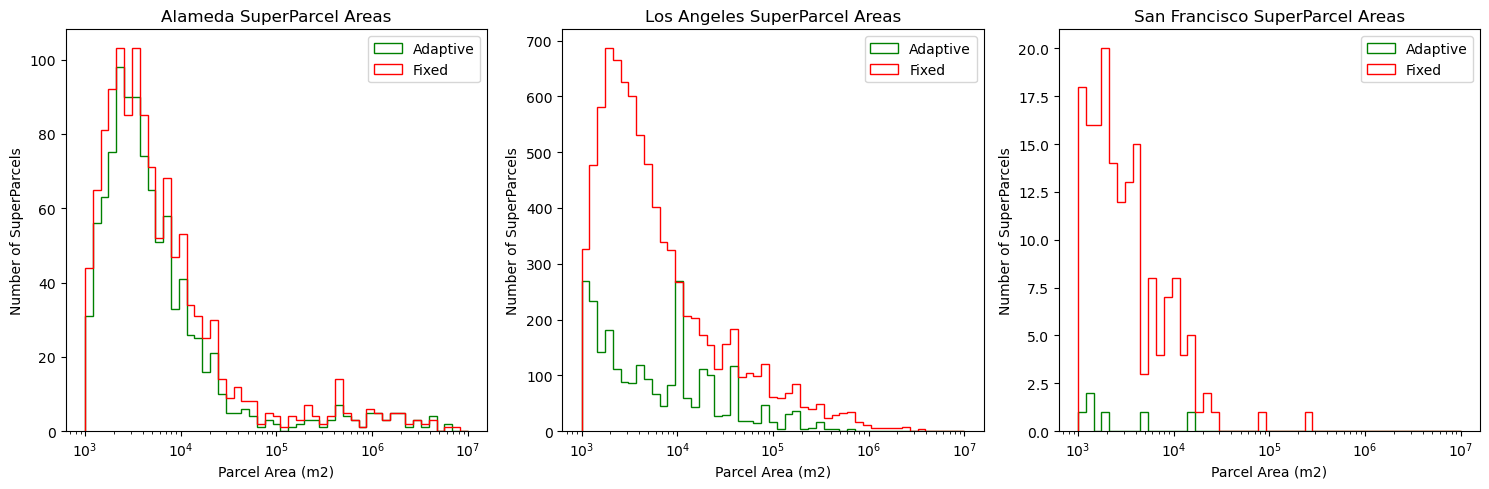 Alameda SuperParcel Areas
Number of SuperParcels
100
80
60
40
20
0
10³
10⁴
10⁵
10⁶
10⁷
Parcel Area (m2)
Adaptive
Fixed
Los Angeles SuperParcel Areas
Number of SuperParcels
700
600
500
400
300
200
100
0
10³
10⁴
10⁵
10⁶
10⁷
Parcel Area (m2)
Adaptive
Fixed
San Francisco SuperParcel Areas
Number of SuperParcels
20.0
17.5
15.0
12.5
10.0
7.5
5.0
2.5
0.0
10³
10⁴
10⁵
10⁶
10⁷
Parcel Area (m2)
Adaptive
Fixed